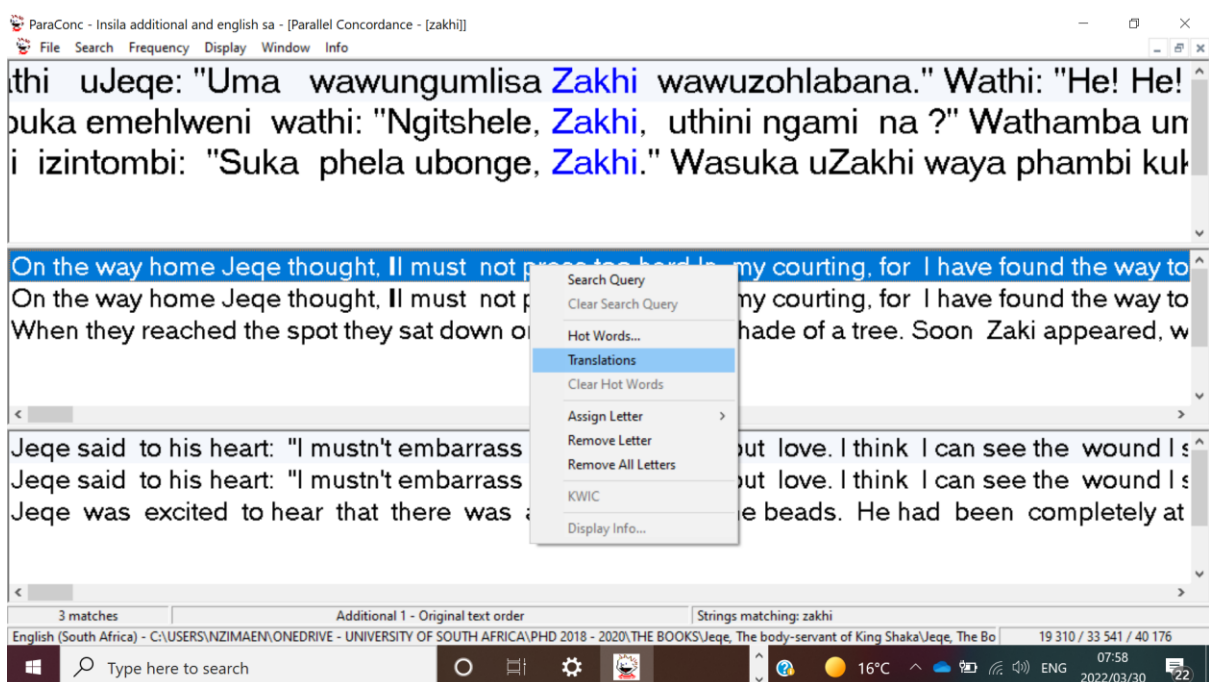 ParaConc - Insila additional and english sa - [Parallel Concordance - [zakhi]]
File Search Frequency Display Window Info
thi uJeqe: "Uma wawungumlisa Zakhi wawuzohlabana." Wathi: "He! He!
buka emehlweni wathi: "Ngitshele, Zakhi, uthini ngami na ?" Wathamba um
i izintombi: "Suka phela ubonge, Zakhi." Wasuka uZakhi waya phambi kuk
On the way home Jeqe thought, II must not press too hard In my courting, for I have found the way to
On the way home Jeqe thought, II must not p my courting, for I have found the way to
When they reached the spot they sat down hade of a tree. Soon Zaki appeared, w
Search Query
Clear Search Query
Hot Words...
Translations
Clear Hot Words
Assign Letter
Remove Letter
Remove All Letters
KWIC
Display Info...
Jeqe said to his heart: "I mustn't embarrass ut love. I think I can see the wound I s
Jeqe said to his heart: "I mustn't embarrass ut love. I think I can see the wound I s
Jeqe was excited to hear that there was e beads. He had been completely at
3 matches Additional 1 - Original text order Strings matching: zakhi
English (South Africa) - C:\USERS\NZIMAEN\ONEDRIVE - UNIVERSITY OF SOUTH AFRICA\PHD 2018 - 2020\THE BOOKS\Jeqe, The body-servant of King Shaka\Jeqe, The Bo 19 310 / 33 541 / 40 176
Type here to search 16°C ENG 07:58
2022/03/30 22